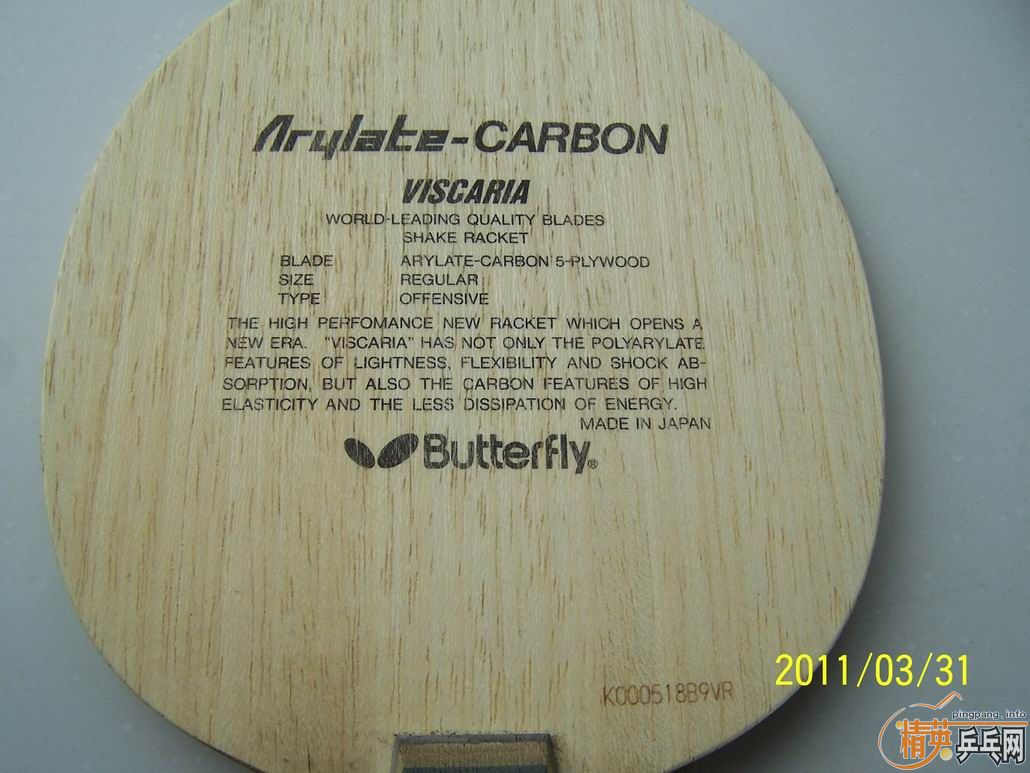 Arylate-CARBON
VISCARIA
WORLD-LEADING QUALITY BLADES
SHAKE RACKET
BLADE ARYLATE-CARBON 5-PLYWOOD
SIZE REGULAR
TYPE OFFENSIVE
THE HIGH PERFOMANCE NEW RACKET WHICH OPENS A
NEW ERA. "VISCARIA" HAS NOT ONLY THE POLYARYLATE
FEATURES OF LIGHTNESS, FLEXIBILITY AND SHOCK AB-
SORPTION, BUT ALSO THE CARBON FEATURES OF HIGH
ELASTICITY AND THE LESS DISSIPATION OF ENERGY.
MADE IN JAPAN
Butterfly®
K000518B9VR
2011/03/31
pingpang.info
精英乒乓网